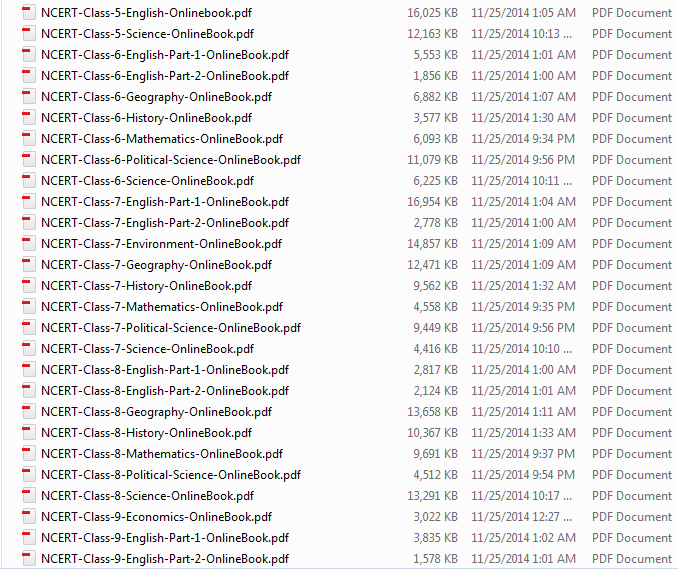 NCERT-Class-5-English-Onlinebook.pdf 16,025 KB 11/25/2014 1:05 AM PDF Document
NCERT-Class-5-Science-OnlineBook.pdf 12,163 KB 11/25/2014 10:13 ... PDF Document
NCERT-Class-6-English-Part-1-OnlineBook.pdf 5,553 KB 11/25/2014 1:01 AM PDF Document
NCERT-Class-6-English-Part-2-OnlineBook.pdf 1,856 KB 11/25/2014 1:00 AM PDF Document
NCERT-Class-6-Geography-OnlineBook.pdf 6,882 KB 11/25/2014 1:07 AM PDF Document
NCERT-Class-6-History-OnlineBook.pdf 3,577 KB 11/25/2014 1:30 AM PDF Document
NCERT-Class-6-Mathematics-OnlineBook.pdf 6,093 KB 11/25/2014 9:34 PM PDF Document
NCERT-Class-6-Political-Science-OnlineBook.pdf 11,079 KB 11/25/2014 9:56 PM PDF Document
NCERT-Class-6-Science-OnlineBook.pdf 6,225 KB 11/25/2014 10:11 ... PDF Document
NCERT-Class-7-English-Part-1-OnlineBook.pdf 16,954 KB 11/25/2014 1:04 AM PDF Document
NCERT-Class-7-English-Part-2-OnlineBook.pdf 2,778 KB 11/25/2014 1:00 AM PDF Document
NCERT-Class-7-Environment-OnlineBook.pdf 14,857 KB 11/25/2014 1:09 AM PDF Document
NCERT-Class-7-Geography-OnlineBook.pdf 12,471 KB 11/25/2014 1:09 AM PDF Document
NCERT-Class-7-History-OnlineBook.pdf 9,562 KB 11/25/2014 1:32 AM PDF Document
NCERT-Class-7-Mathematics-OnlineBook.pdf 4,558 KB 11/25/2014 9:35 PM PDF Document
NCERT-Class-7-Political-Science-OnlineBook.pdf 9,449 KB 11/25/2014 9:56 PM PDF Document
NCERT-Class-7-Science-OnlineBook.pdf 4,416 KB 11/25/2014 10:10 ... PDF Document
NCERT-Class-8-English-Part-1-OnlineBook.pdf 2,817 KB 11/25/2014 1:00 AM PDF Document
NCERT-Class-8-English-Part-2-OnlineBook.pdf 2,124 KB 11/25/2014 1:01 AM PDF Document
NCERT-Class-8-Geography-OnlineBook.pdf 13,658 KB 11/25/2014 1:11 AM PDF Document
NCERT-Class-8-History-OnlineBook.pdf 10,367 KB 11/25/2014 1:33 AM PDF Document
NCERT-Class-8-Mathematics-OnlineBook.pdf 9,691 KB 11/25/2014 9:37 PM PDF Document
NCERT-Class-8-Political-Science-OnlineBook.pdf 4,512 KB 11/25/2014 9:54 PM PDF Document
NCERT-Class-8-Science-OnlineBook.pdf 13,291 KB 11/25/2014 10:17 ... PDF Document
NCERT-Class-9-Economics-OnlineBook.pdf 3,022 KB 11/25/2014 12:27 ... PDF Document
NCERT-Class-9-English-Part-1-OnlineBook.pdf 3,835 KB 11/25/2014 1:02 AM PDF Document
NCERT-Class-9-English-Part-2-OnlineBook.pdf 1,578 KB 11/25/2014 1:01 AM PDF Document